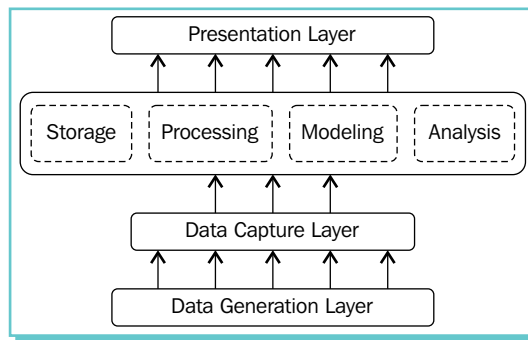 Presentation Layer
Storage Processing Modeling Analysis
Data Capture Layer
Data Generation Layer